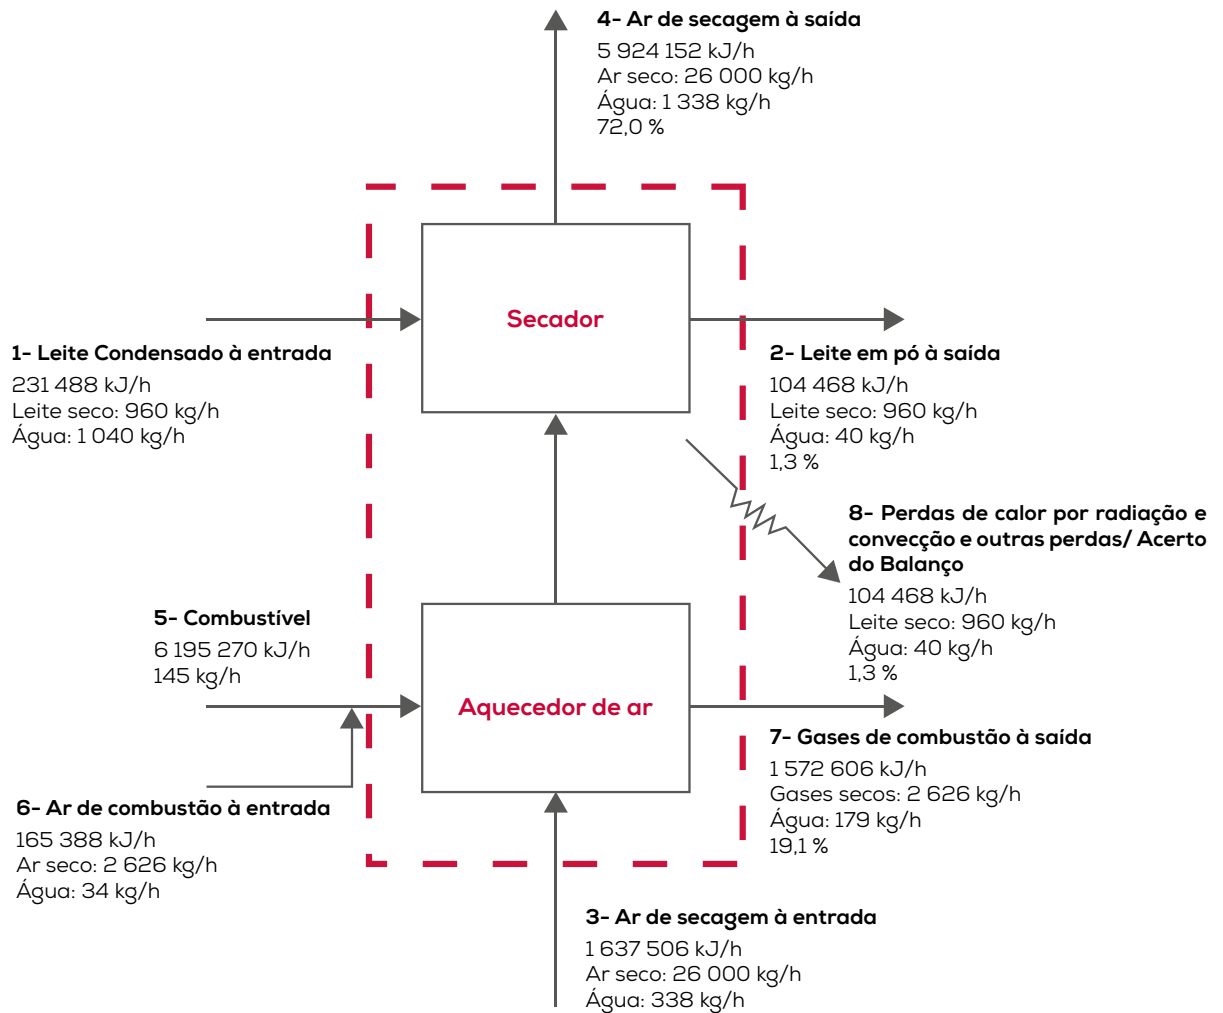 4- Ar de secagem à saída
5 924 152 kJ/h
Ar seco: 26 000 kg/h
Água: 1 338 kg/h
72,0 %
Secador
1- Leite Condensado à entrada
231 488 kJ/h
Leite seco: 960 kg/h
Água: 1 040 kg/h
2- Leite em pó à saída
104 468 kJ/h
Leite seco: 960 kg/h
Água: 40 kg/h
1,3 %
8- Perdas de calor por radiação e
convecção e outras perdas/ Acerto
do Balanço
104 468 kJ/h
Leite seco: 960 kg/h
Água: 40 kg/h
1,3 %
5- Combustível
6 195 270 kJ/h
145 kg/h
Aquecedor de ar
7- Gases de combustão à saída
1 572 606 kJ/h
Gases secos: 2 626 kg/h
Água: 179 kg/h
19,1 %
6- Ar de combustão à entrada
165 388 kJ/h
Ar seco: 2 626 kg/h
Água: 34 kg/h
3- Ar de secagem à entrada
1 637 506 kJ/h
Ar seco: 26 000 kg/h
Água: 338 kg/h